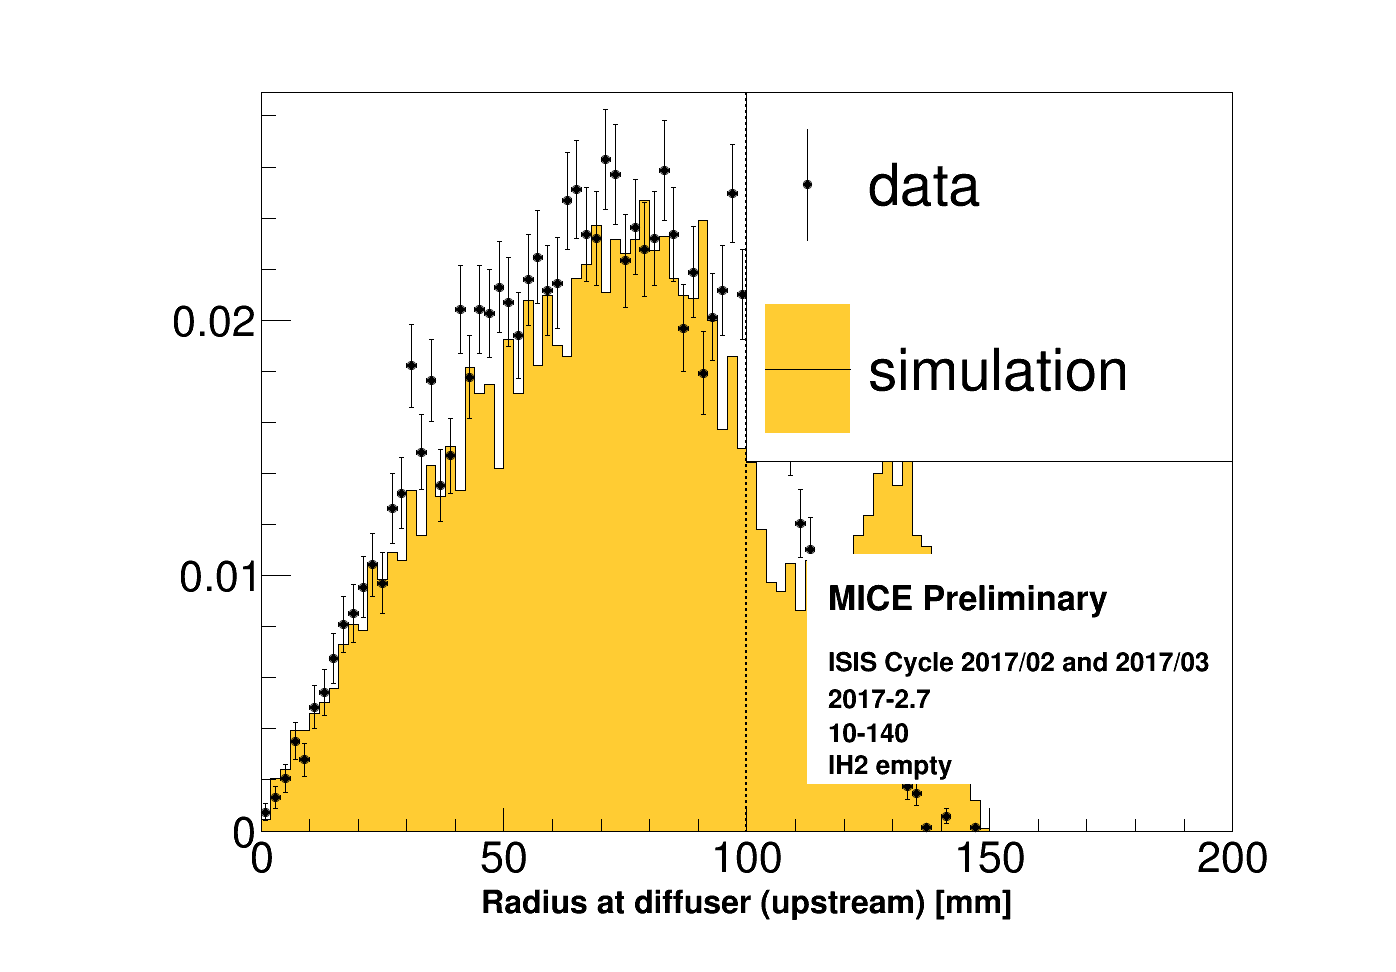 data
simulation
0.02
0.01
0
MICE Preliminary
ISIS Cycle 2017/02 and 2017/03
2017-2.7
10-140
lH2 empty
0 50 100 150 200
Radius at diffuser (upstream) [mm]